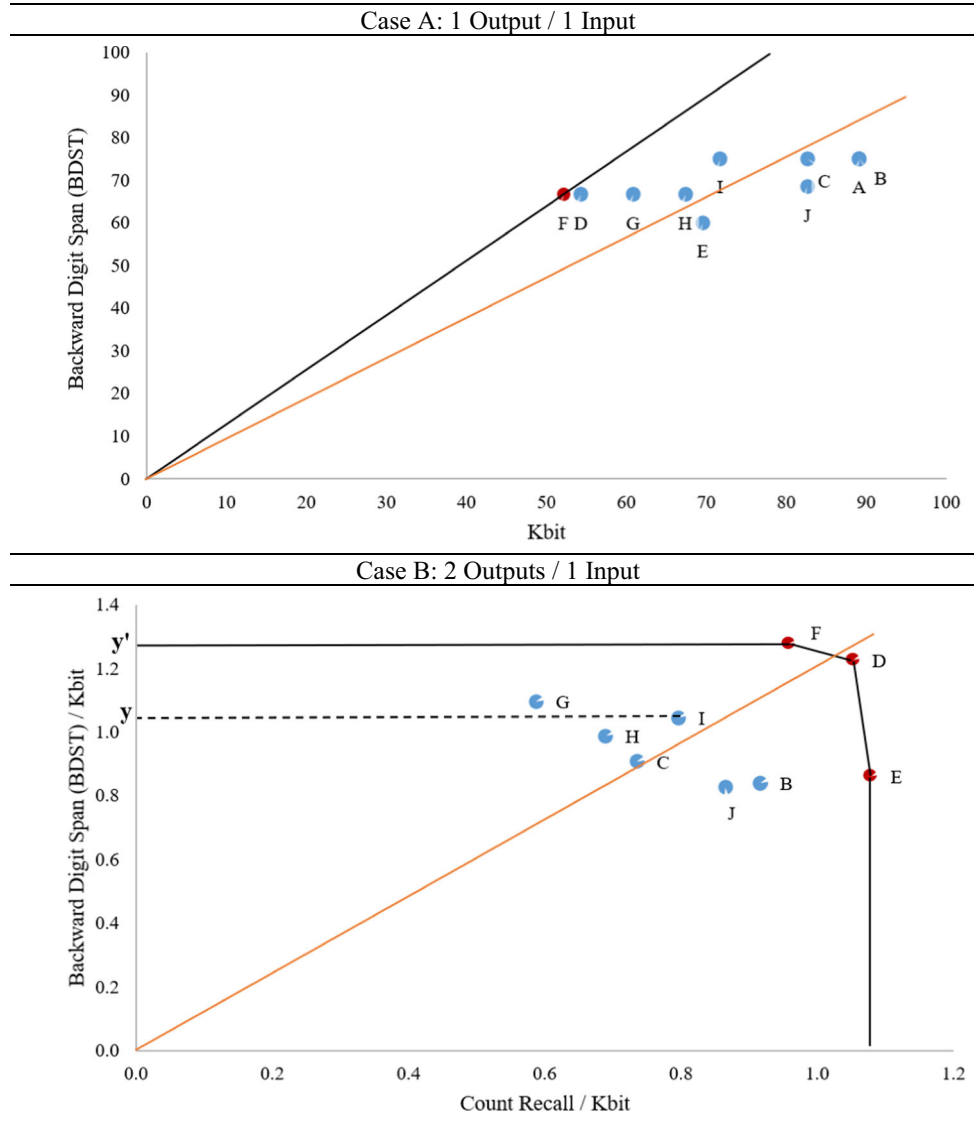 Case A: 1 Output / 1 Input
100
90
80
70
60
50
40
30
20
10
0
Backward Digit Span (BDST)
F D G H I E C J A B
0 10 20 30 40 50 60 70 80 90 100
Kbit
Case B: 2 Outputs / 1 Input
1.4
y'
1.2
y
1.0
0.8
0.6
0.4
0.2
0.0
Backward Digit Span (BDST) / Kbit
F
D
G
I
H
C
E
B
J
0.0 0.2 0.4 0.6 0.8 1.0 1.2
Count Recall / Kbit